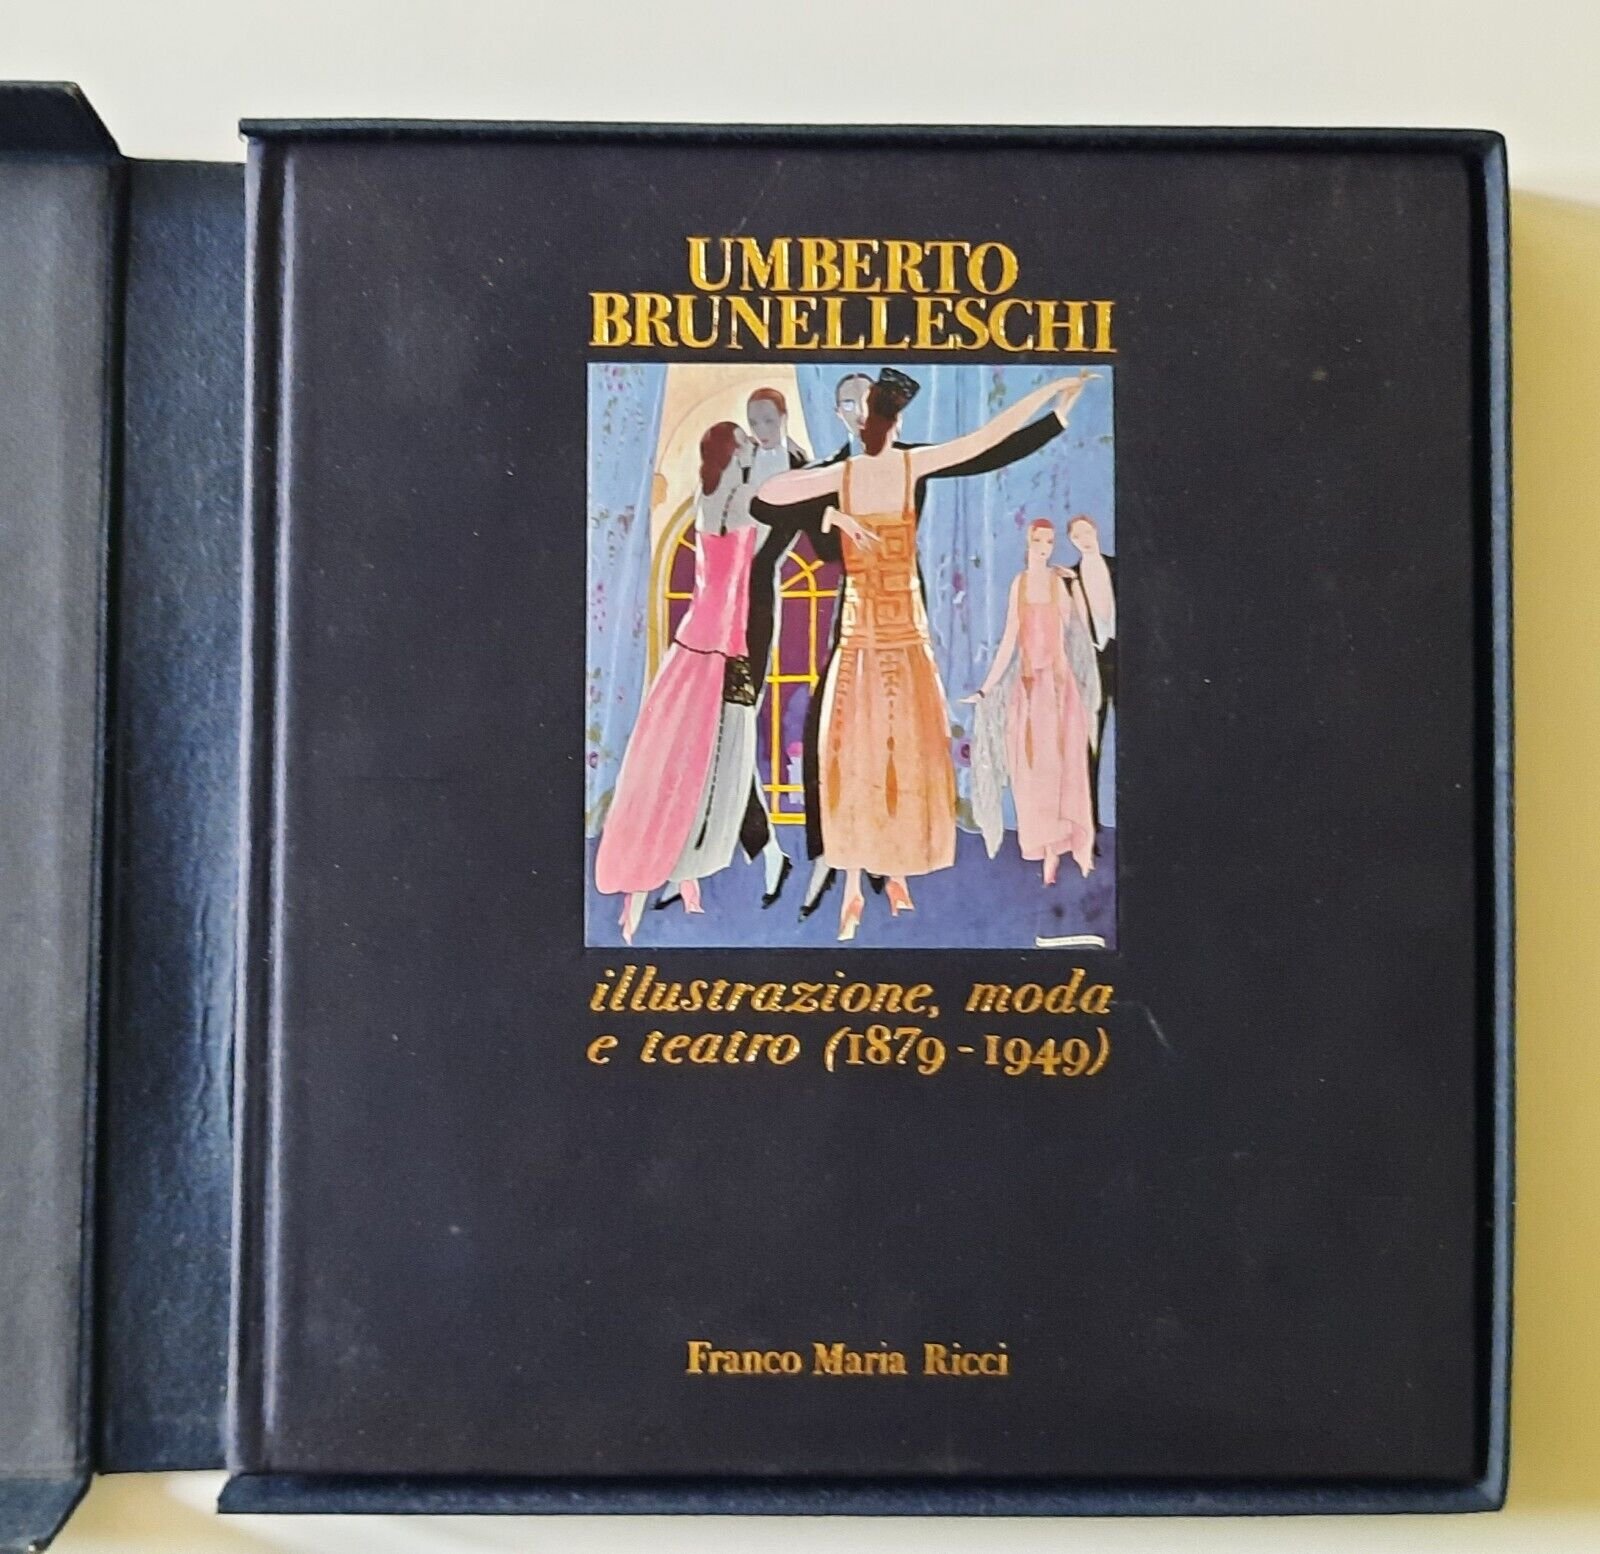 UMBERTO
BRUNELLESCHI
illustrazione, moda
e teatro (1879-1949)
Franco Maria Ricci